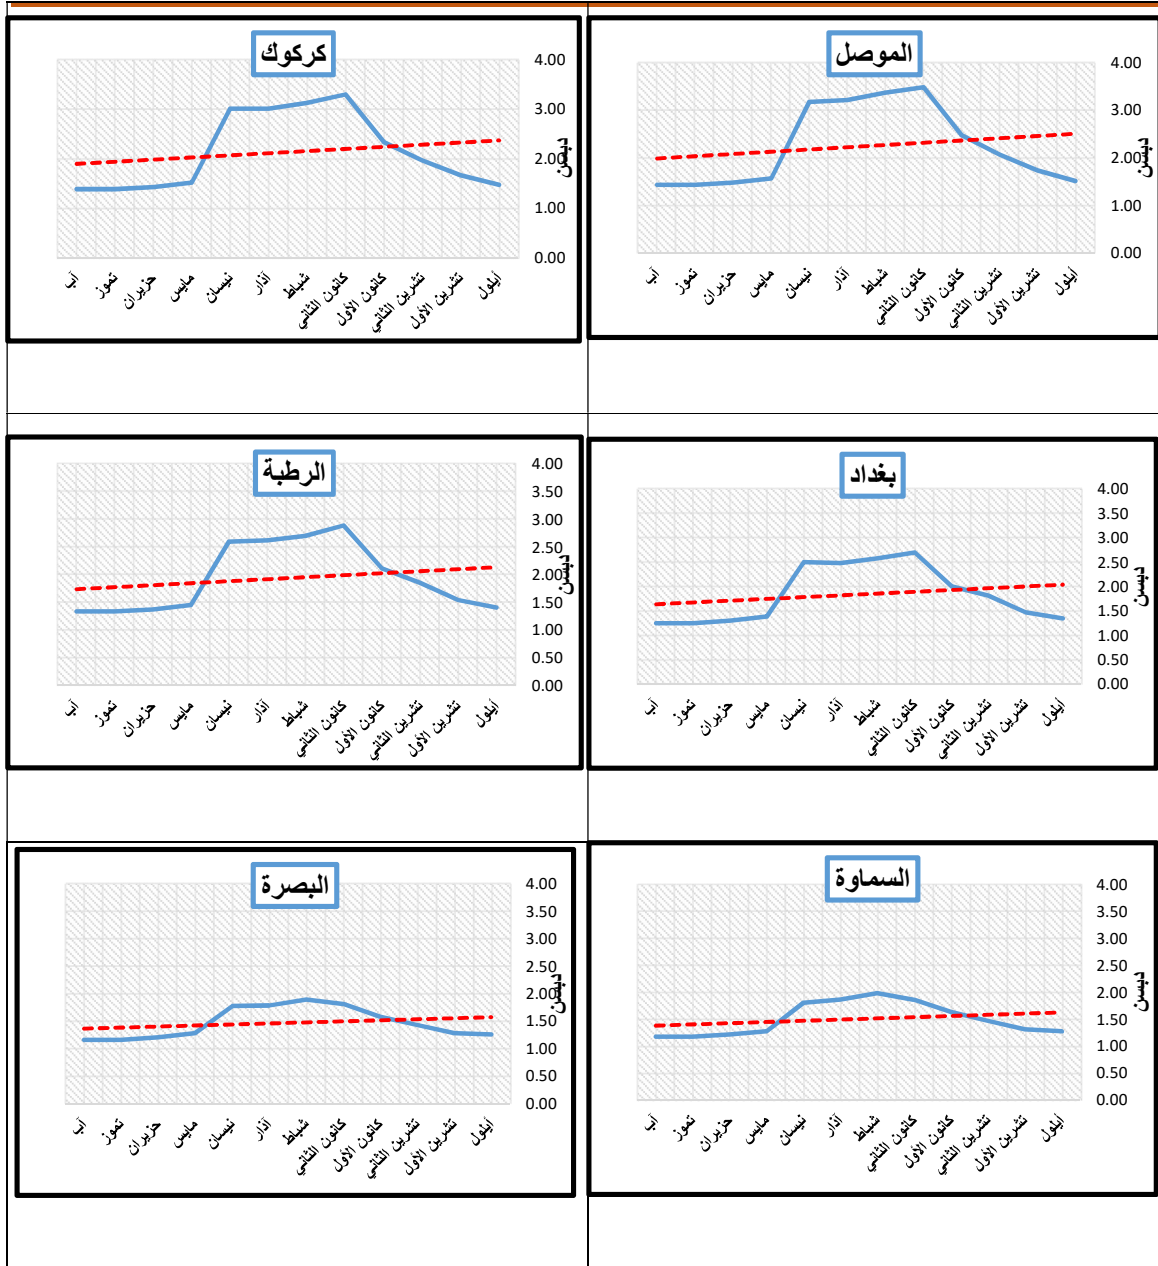 الموصل
4.00
3.00
2.00
1.00
0.00
ديسن
أيلول
تشرين الأول
تشرين الثاني
كانون الأول
كانون الثاني
شباط
آذار
نيسان
مايس
حزيران
تموز
آب
كركوك
4.00
3.00
2.00
1.00
0.00
ديسن
أيلول
تشرين الأول
تشرين الثاني
كانون الأول
كانون الثاني
شباط
آذار
نيسان
مايس
حزيران
تموز
آب
بغداد
4.00
3.50
3.00
2.50
2.00
1.50
1.00
0.50
0.00
ديسن
أيلول
تشرين الأول
تشرين الثاني
كانون الأول
كانون الثاني
شباط
آذار
نيسان
مايس
حزيران
تموز
آب
الرطبة
4.00
3.50
3.00
2.50
2.00
1.50
1.00
0.50
0.00
ديسن
أيلول
تشرين الأول
تشرين الثاني
كانون الأول
كانون الثاني
شباط
آذار
نيسان
مايس
حزيران
تموز
آب
السماوة
4.00
3.50
3.00
2.50
2.00
1.50
1.00
0.50
0.00
ديسن
أيلول
تشرين الأول
تشرين الثاني
كانون الأول
كانون الثاني
شباط
آذار
نيسان
مايس
حزيران
تموز
آب
البصرة
4.00
3.50
3.00
2.50
2.00
1.50
1.00
0.50
0.00
ديسن
أيلول
تشرين الأول
تشرين الثاني
كانون الأول
كانون الثاني
شباط
آذار
نيسان
مايس
حزيران
تموز
آب